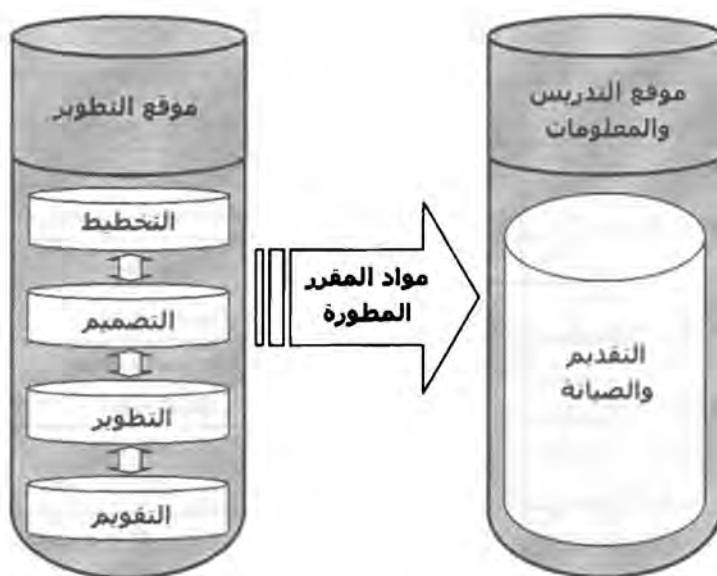 موقع التطوير
التخطيط
التصميم
التطوير
التقويم
مواد المقرر
المطورة
موقع التدريس
والمعلومات
التقديم
والصيانة